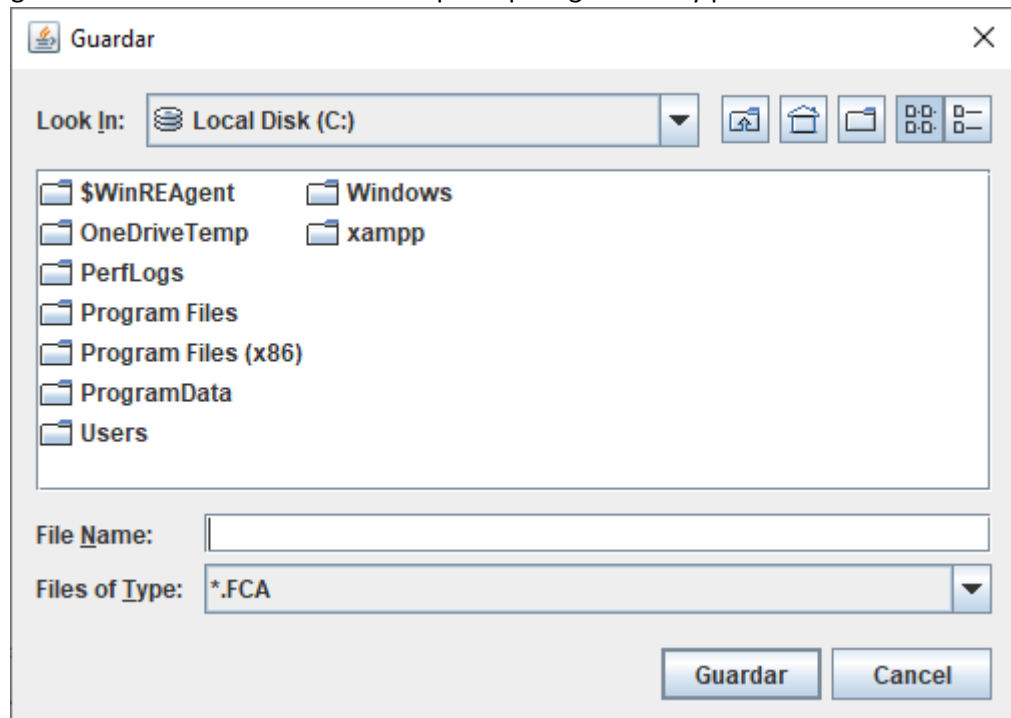 Guardar
Look In: Local Disk (C:)
$WinREAgent Windows
OneDriveTemp xampp
PerfLogs
Program Files
Program Files (x86)
ProgramData
Users
File Name:
Files of Type: *.FCA
Guardar Cancel